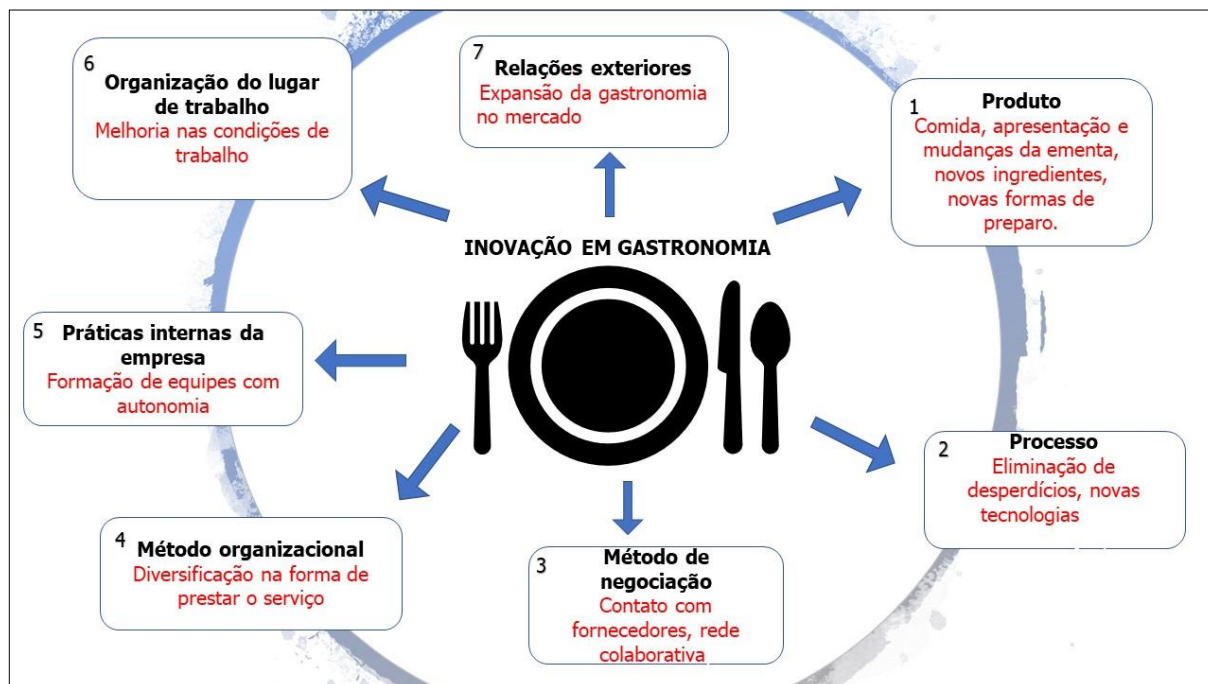 INOVAÇÃO EM GASTRONOMIA
1
Produto
Comida, apresentação e
mudanças da ementa,
novos ingredientes,
novas formas de
preparo.
2
Processo
Eliminação de
desperdícios, novas
tecnologias
3
Método de
negociação
Contato com
fornecedores, rede
colaborativa
4
Método organizacional
Diversificação na forma de
prestar o serviço
5
Práticas internas da
empresa
Formação de equipes com
autonomia
6
Organização do lugar
de trabalho
Melhoria nas condições de
trabalho
7
Relações exteriores
Expansão da gastronomia
no mercado